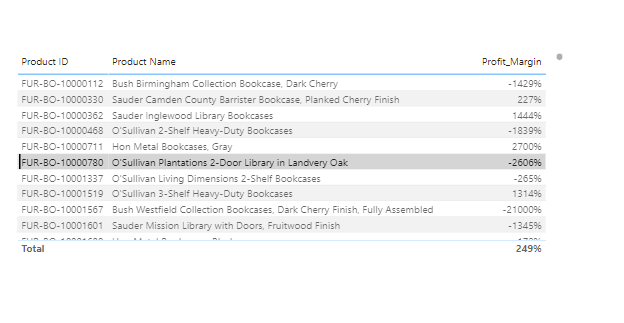 Product ID Product Name Profit_Margin
FUR-BO-10000112 Bush Birmingham Collection Bookcase, Dark Cherry -1429%
FUR-BO-10000330 Sauder Camden County Barrister Bookcase, Planked Cherry Finish 227%
FUR-BO-10000362 Sauder Inglewood Library Bookcases 1444%
FUR-BO-10000468 O'Sullivan 2-Shelf Heavy-Duty Bookcases -1839%
FUR-BO-10000711 Hon Metal Bookcases, Gray 2700%
FUR-BO-10000780 O'Sullivan Plantations 2-Door Library in Landvery Oak -2606%
FUR-BO-10001337 O'Sullivan Living Dimensions 2-Shelf Bookcases -265%
FUR-BO-10001519 O'Sullivan 3-Shelf Heavy-Duty Bookcases 1314%
FUR-BO-10001567 Bush Westfield Collection Bookcases, Dark Cherry Finish, Fully Assembled -21000%
FUR-BO-10001601 Sauder Mission Library with Doors, Fruitwood Finish -1345%
Total 249%